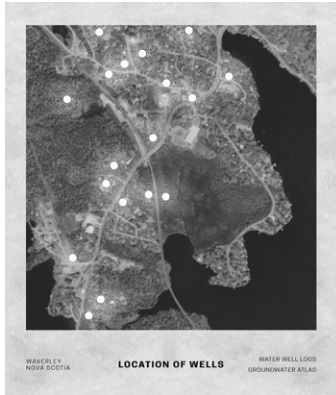 WAVERLEY
NOVA SCOTIA
LOCATION OF WELLS
WATER WELL LOGS
GROUNDWATER ATLAS